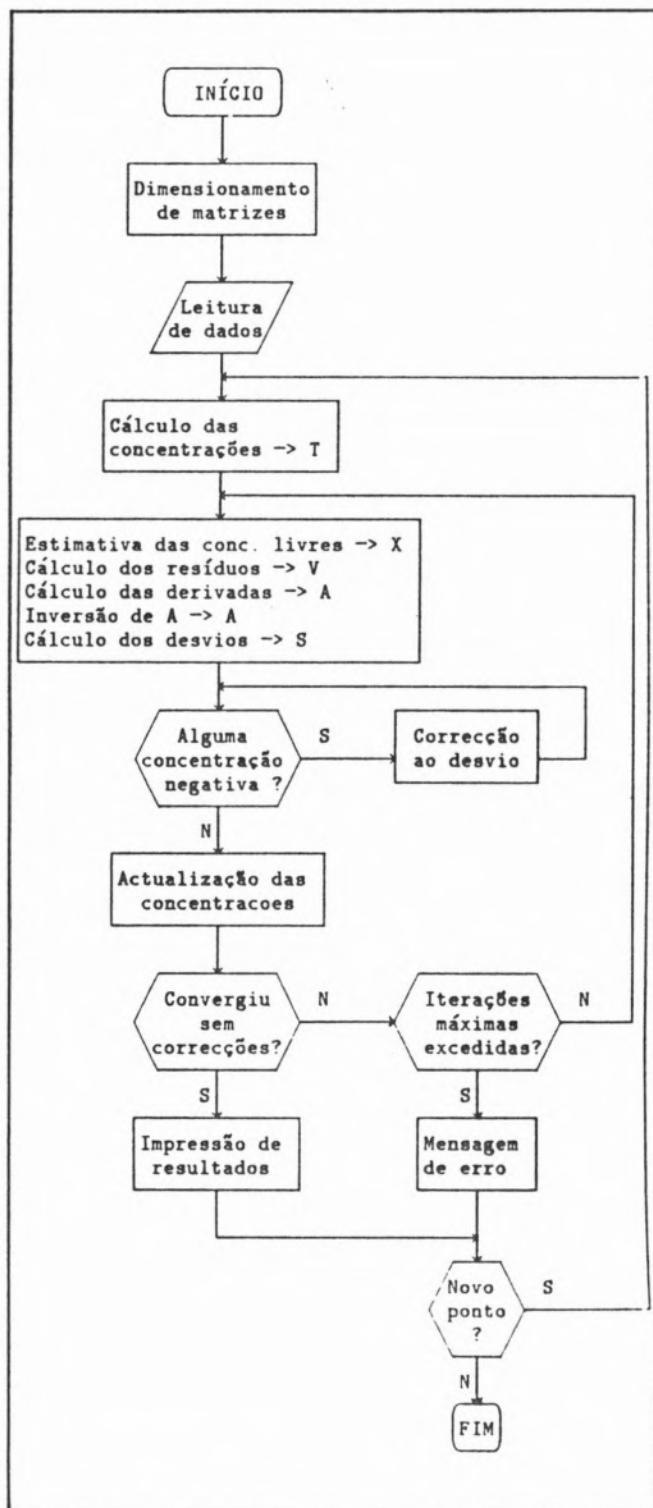 INÍCIO
Dimensionamento
de matrizes
Leitura
de dados
Cálculo das
concentrações -> T
Estimativa das conc. livres -> X
Cálculo dos resíduos -> V
Cálculo das derivadas -> A
Inversão de A -> A
Cálculo dos desvios -> S
Alguma
concentração
negativa ?
S
Correcção
ao desvio
N
Actualização das
concentracoes
Convergiu
sem
correcções?
N
Iterações
máximas
excedidas?
N
S
S
Impressão de
resultados
Mensagem
de erro
Novo
ponto
?
S
N
FIM